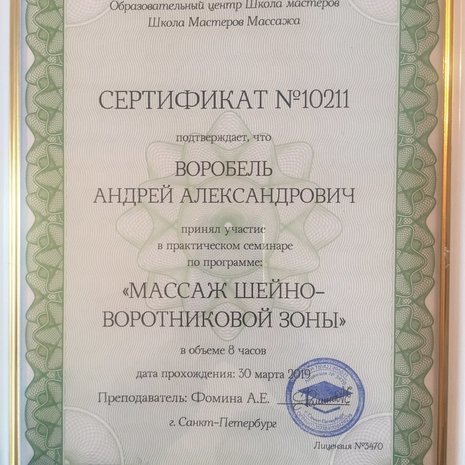 Образовательный центр Школа мастеров
Школа Мастеров Массажа
СЕРТИФИКАТ №10211
подтверждает, что
ВОРОБЕЛЬ
АНДРЕЙ АЛЕКСАНДРОВИЧ
принял участие
в практическом семинаре
по программе:
«МАССАЖ ШЕЙНО-
ВОРОТНИКОВОЙ ЗОНЫ»
в объеме 8 часов
дата прохождения: 30 марта 2019
Преподаватель: Фомина А.Е.
г. Санкт-Петербург
Лицензия №3470